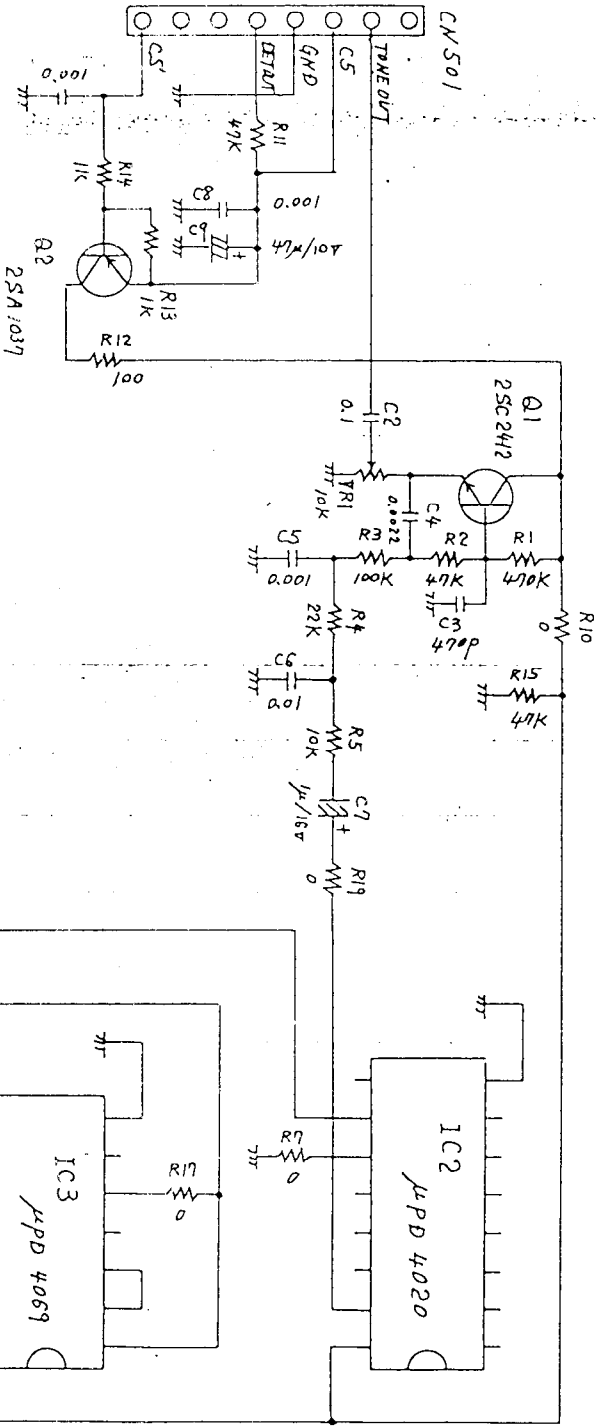 CN501
TONEOUT
C5
GND
DETOUT
C5'
0.001
R11
47K
R14
1K
C8
0.001
C9
+
47μ/10V
R13
1K
Q2
2SA1037
R12
100
Q1
2SC2412
C2
0.1
VR1
10K
C4
0.0022
R3
100K
R2
47K
R1
470K
C3
470P
R10
0
R15
47K
C5
0.001
R4
22K
C6
0.01
R5
10K
C7
1μ/16V
+
R19
0
IC2
μPD 4020
R7
0
IC3
μPD 4069
R17
0